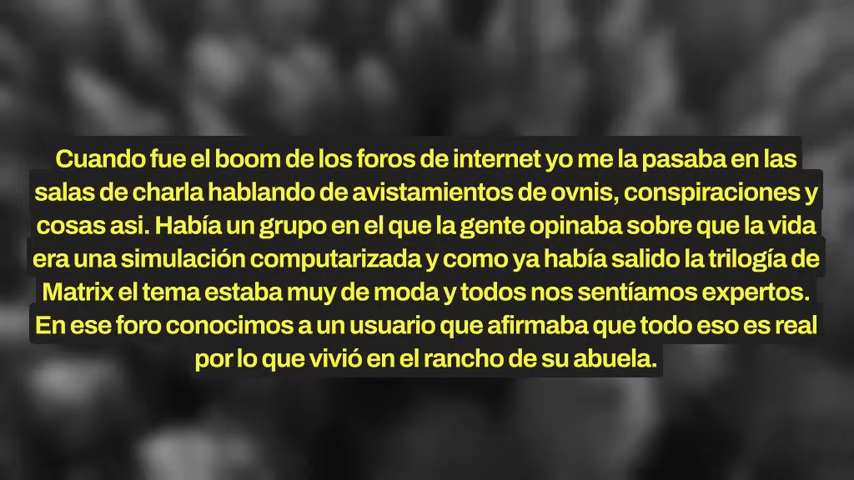 Cuando fue el boom de los foros de internet yo me la pasaba en las
salas de charla hablando de avistamientos de ovnis, conspiraciones y
cosas asi. Había un grupo en el que la gente opinaba sobre que la vida
era una simulación computarizada y como ya había salido la trilogía de
Matrix el tema estaba muy de moda y todos nos sentíamos expertos.
En ese foro conocimos a un usuario que afirmaba que todo eso es real
por lo que vivió en el rancho de su abuela.